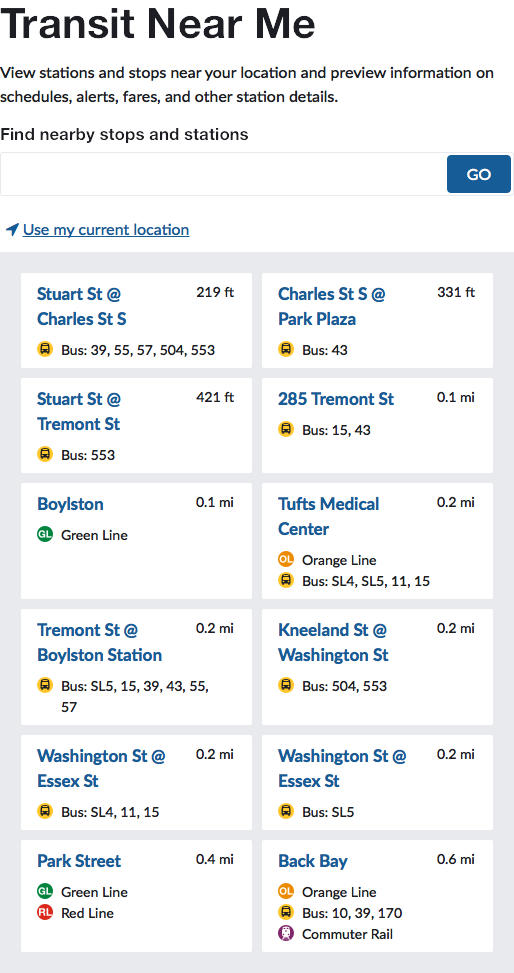 Transit Near Me
View stations and stops near your location and preview information on
schedules, alerts, fares, and other station details.
Find nearby stops and stations
GO
Use my current location
Stuart St @
Charles St S
219 ft
Bus: 39, 55, 57, 504, 553
Charles St S @
Park Plaza
331 ft
Bus: 43
Stuart St @
Tremont St
421 ft
Bus: 553
285 Tremont St
0.1 mi
Bus: 15, 43
Boylston
0.1 mi
GL Green Line
Tufts Medical
Center
0.2 mi
OL Orange Line
Bus: SL4, SL5, 11, 15
Tremont St @
Boylston Station
0.2 mi
Bus: SL5, 15, 39, 43, 55,
57
Kneeland St @
Washington St
0.2 mi
Bus: 504, 553
Washington St @
Essex St
0.2 mi
Bus: SL4, 11, 15
Washington St @
Essex St
0.2 mi
Bus: SL5
Park Street
0.4 mi
GL Green Line
RL Red Line
Back Bay
0.6 mi
OL Orange Line
Bus: 10, 39, 170
Commuter Rail